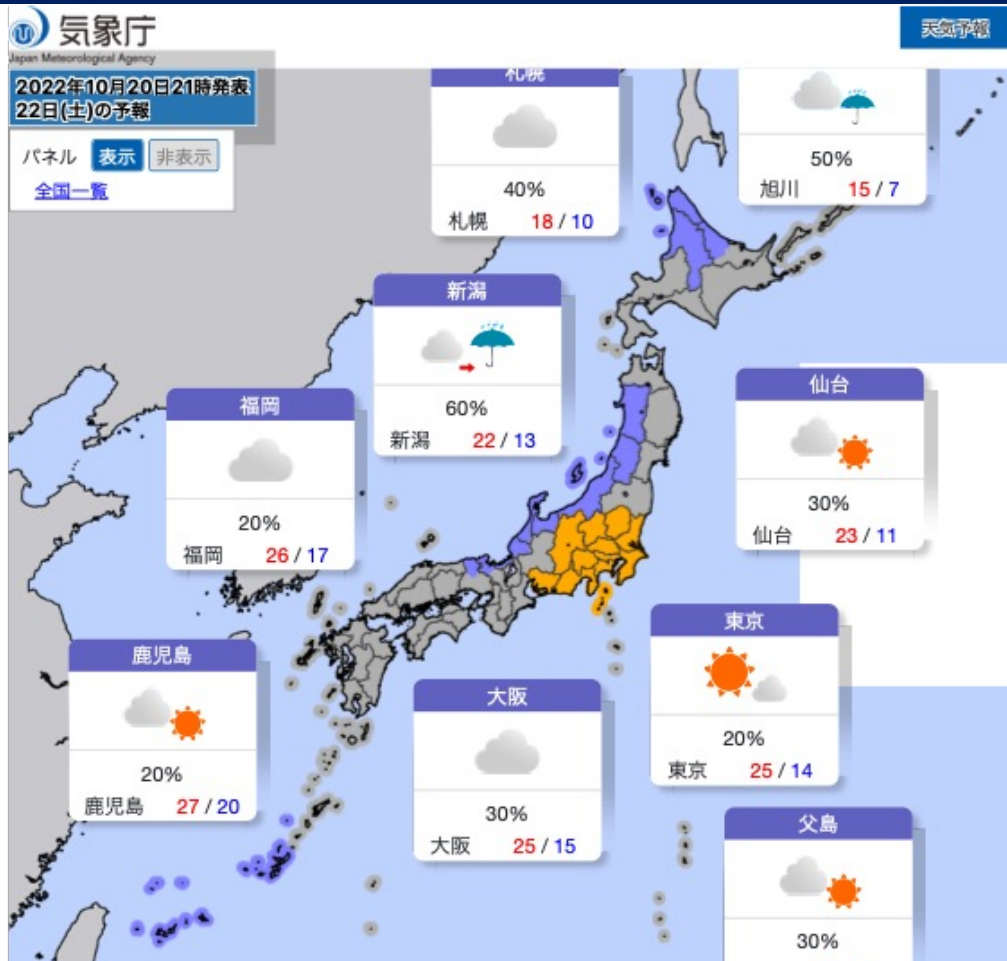 気象庁
Japan Meteorological Agency
天気予報
2022年10月20日21時発表
22日(土)の予報
パネル 表示 非表示
全国一覧
札幌
40%
札幌 18 / 10
50%
旭川 15 / 7
新潟
60%
新潟 22 / 13
福岡
20%
福岡 26 / 17
仙台
30%
仙台 23 / 11
鹿児島
20%
鹿児島 27 / 20
大阪
30%
大阪 25 / 15
東京
20%
東京 25 / 14
父島
30%